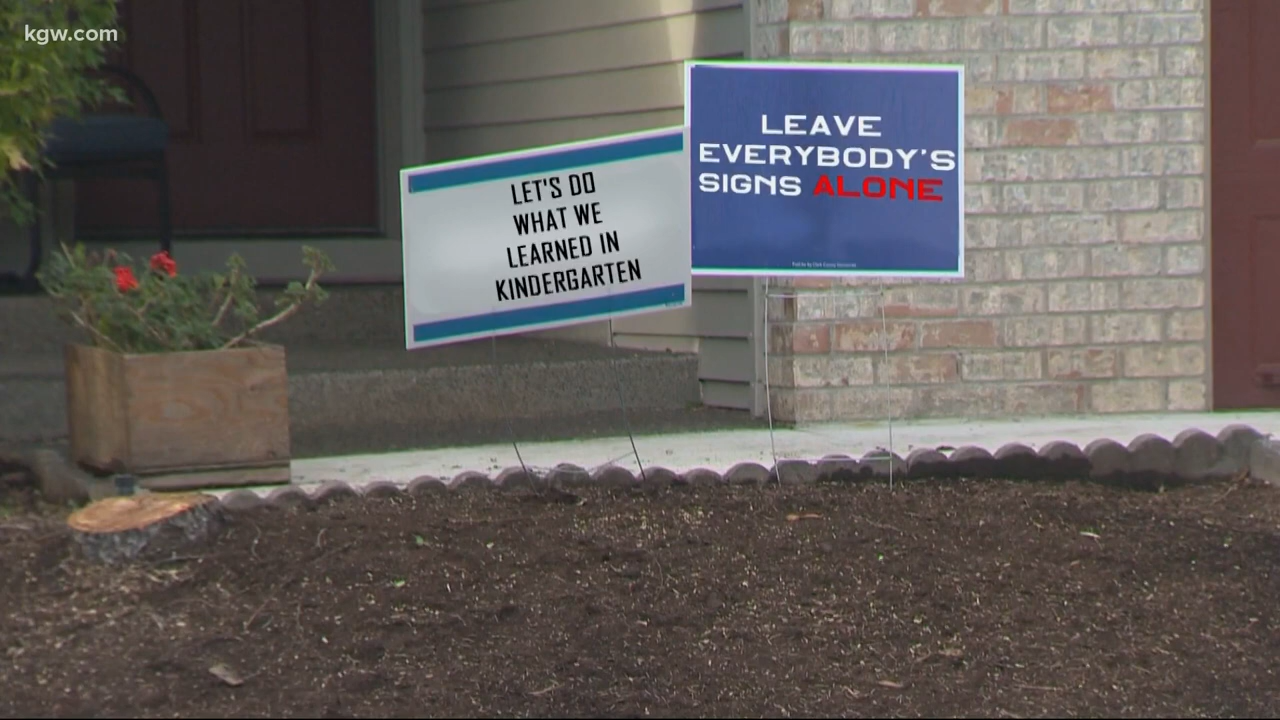 kgw.com
LET'S DO
WHAT WE
LEARNED IN
KINDERGARTEN
LEAVE
EVERYBODY'S
SIGNS ALONE